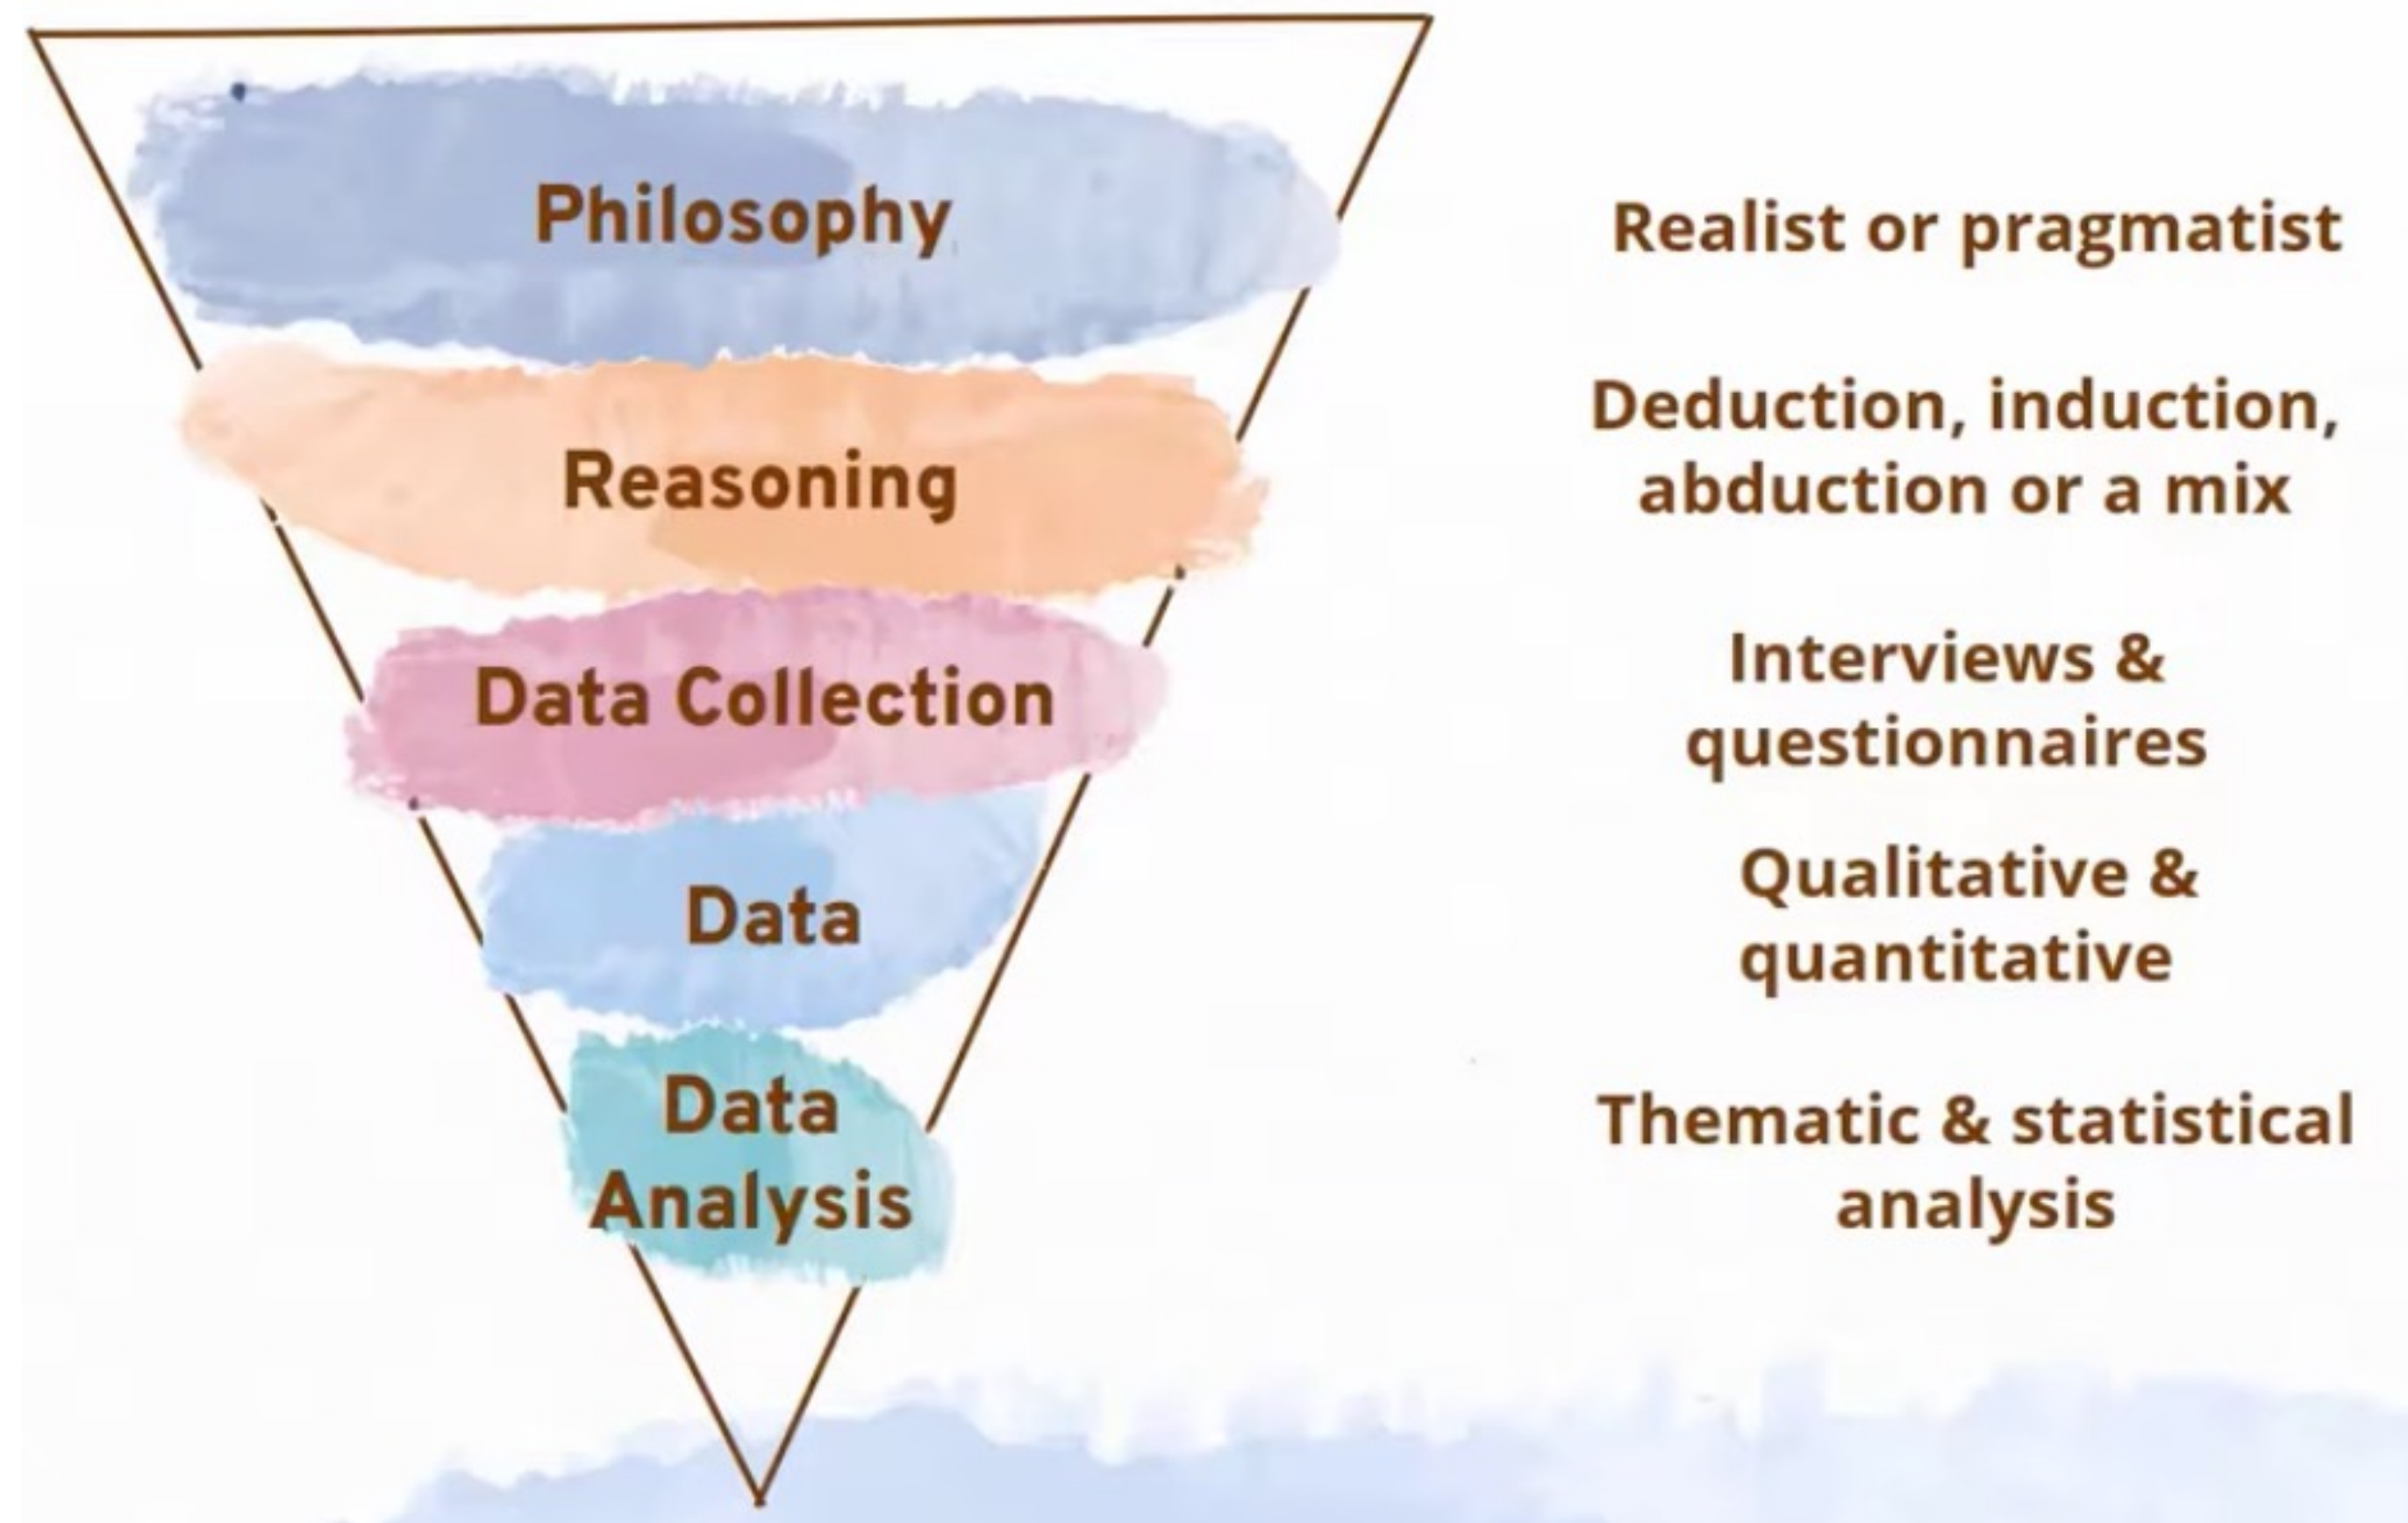 Philosophy
Realist or pragmatist
Reasoning
Deduction, induction,
abduction or a mix
Data Collection
Interviews &
questionnaires
Data
Qualitative &
quantitative
Data
Analysis
Thematic & statistical
analysis